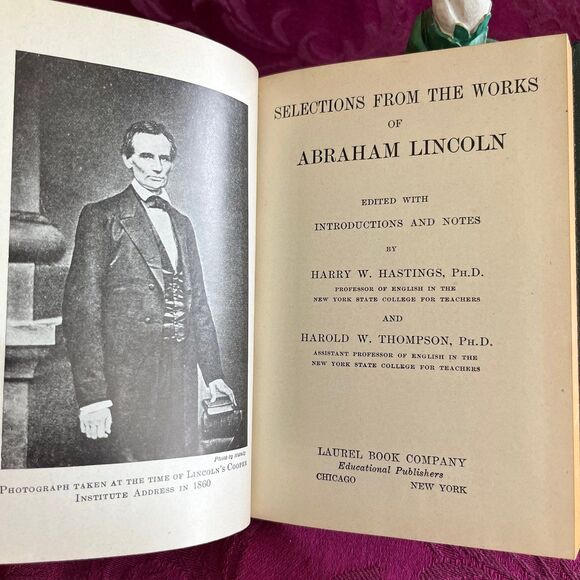 Photo by Brady
PHOTOGRAPH TAKEN AT THE TIME OF LINCOLN'S COOPER
INSTITUTE ADDRESS IN 1860
SELECTIONS FROM THE WORKS
OF
ABRAHAM LINCOLN
EDITED WITH
INTRODUCTIONS AND NOTES
BY
HARRY W. HASTINGS, PH.D.
PROFESSOR OF ENGLISH IN THE
NEW YORK STATE COLLEGE FOR TEACHERS
AND
HAROLD W. THOMPSON, PH.D.
ASSISTANT PROFESSOR OF ENGLISH IN THE
NEW YORK STATE COLLEGE FOR TEACHERS
LAUREL BOOK COMPANY
Educational Publishers
CHICAGO NEW YORK